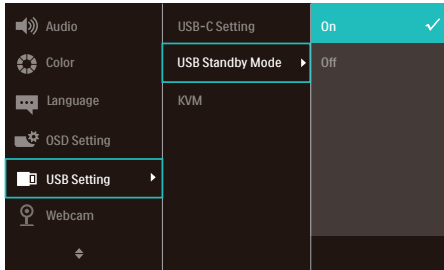 Audio
Color
Language
OSD Setting
USB Setting
Webcam
USB-C Setting
USB Standby Mode
KVM
On
Off